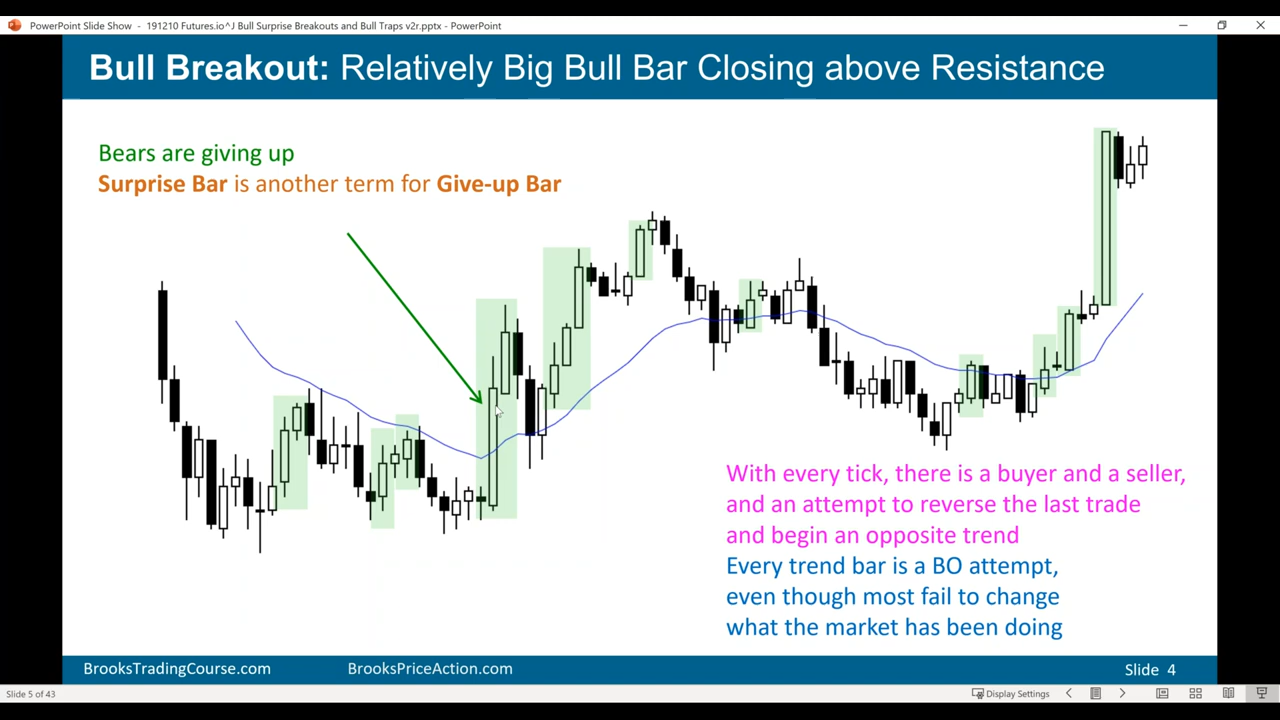 PowerPoint Slide Show - 191210 Futures.io^J Bull Surprise Breakouts and Bull Traps v2r.pptx - PowerPoint
Bull Breakout: Relatively Big Bull Bar Closing above Resistance
Bears are giving up
Surprise Bar is another term for Give-up Bar
With every tick, there is a buyer and a seller,
and an attempt to reverse the last trade
and begin an opposite trend
Every trend bar is a BO attempt,
even though most fail to change
what the market has been doing
BrooksTradingCourse.com
BrooksPriceAction.com
Slide 4
Slide 5 of 43
Display Settings